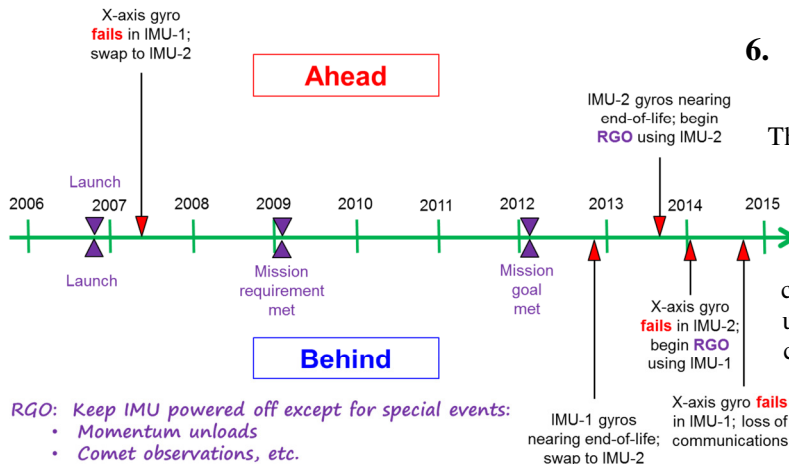 X-axis gyro
fails in IMU-1;
swap to IMU-2
Ahead
6.
IMU-2 gyros nearing
end-of-life; begin
RGO using IMU-2
Th
Launch
2006 2007 2008 2009 2010 2011 2012 2013 2014 2015
Launch
Mission
requirement
met
Mission
goal
met
X-axis gyro
fails in IMU-2;
begin RGO
using IMU-1
c
u
c
Behind
RGO: Keep IMU powered off except for special events:
• Momentum unloads
• Comet observations, etc.
IMU-1 gyros
nearing end-of-life;
swap to IMU-2
X-axis gyro fails
in IMU-1; loss of
communications